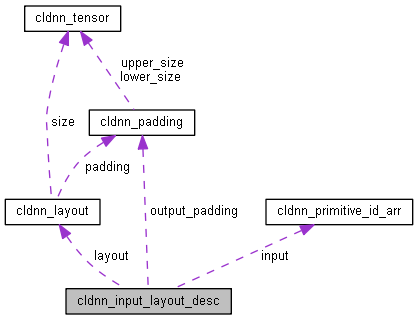 cldnn_tensor
upper_size
lower_size
size
cldnn_padding
padding
cldnn_layout
output_padding
cldnn_primitive_id_arr
layout
input
cldnn_input_layout_desc